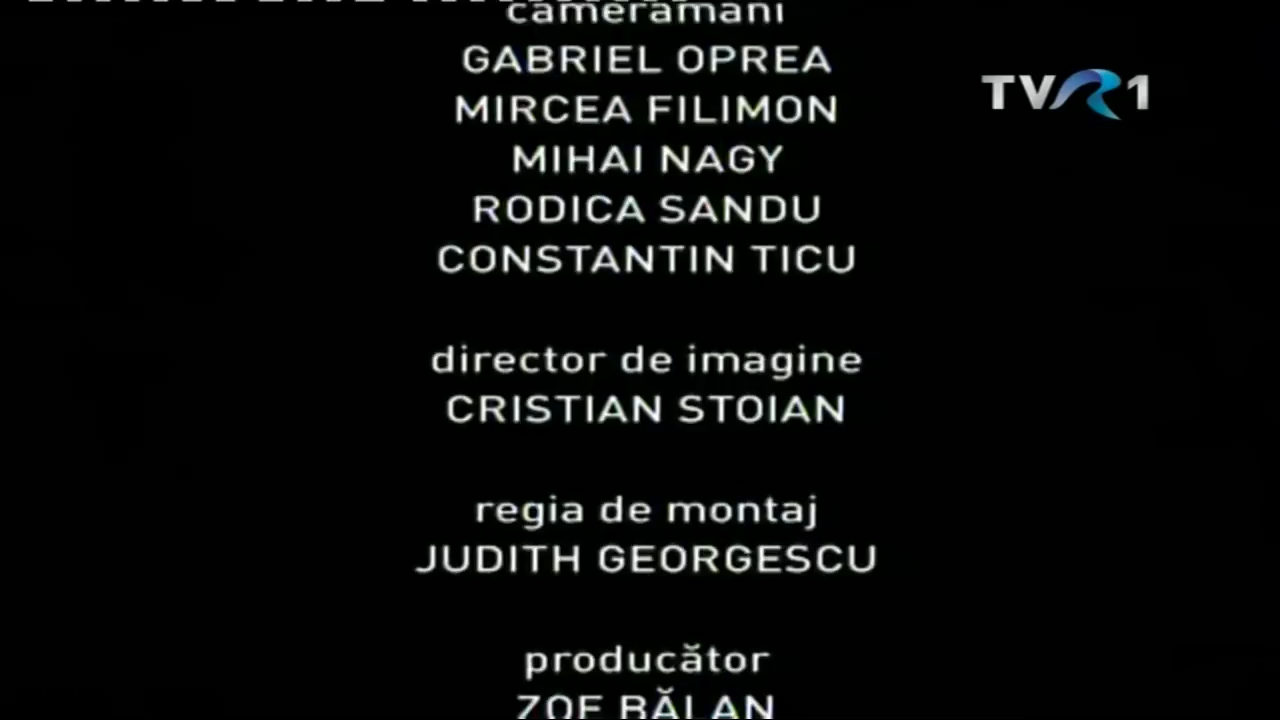 cameramani
GABRIEL OPREA
MIRCEA FILIMON
MIHAI NAGY
RODICA SANDU
CONSTANTIN TICU
director de imagine
CRISTIAN STOIAN
regia de montaj
JUDITH GEORGESCU
producător
ZOE BĂLAN
TVR1